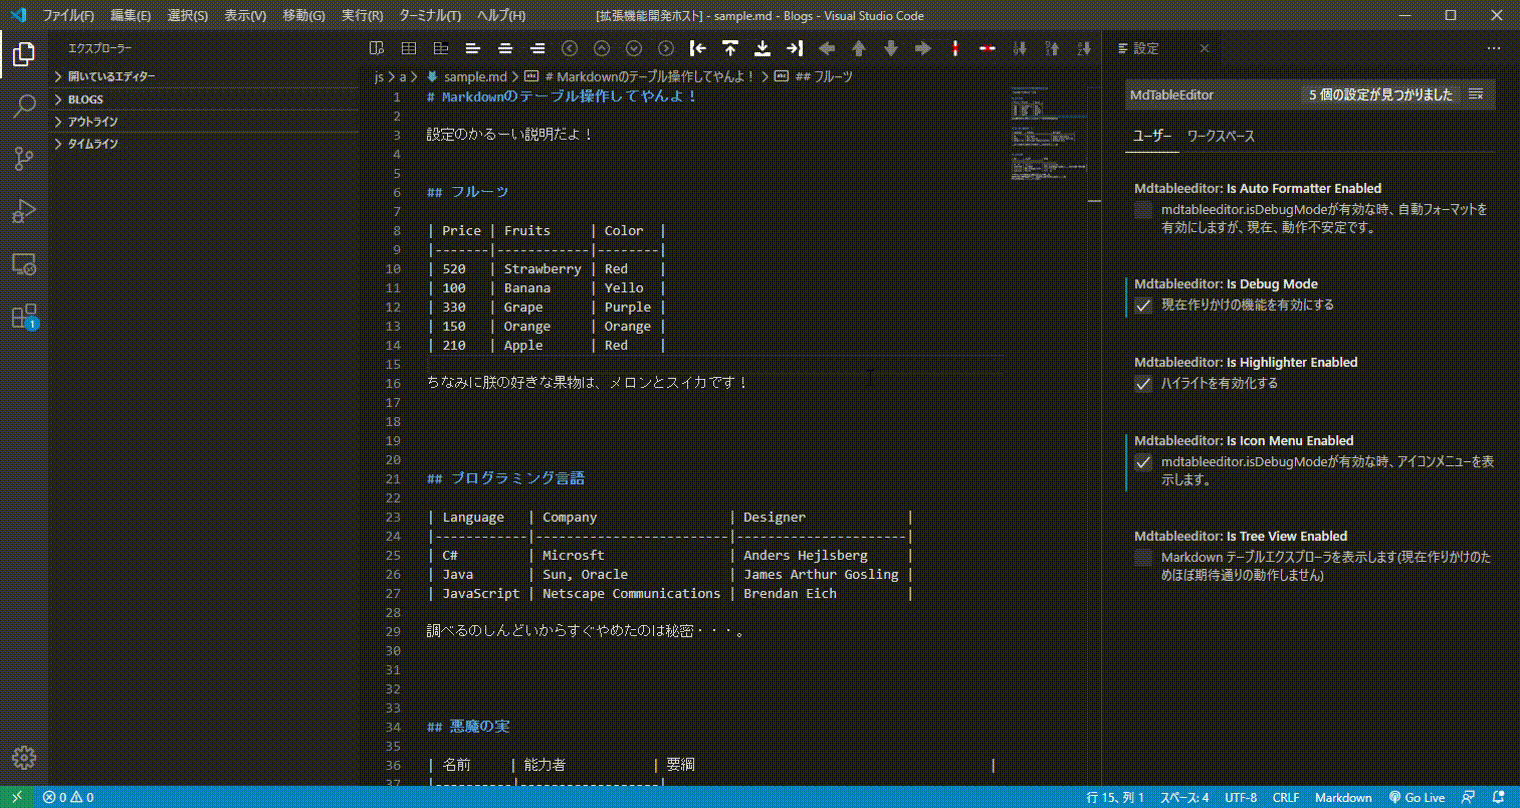 ファイル(F) 編集(E) 選択(S) 表示(V) 移動(G) 実行(R) ターミナル(T) ヘルプ(H) [拡張機能開発ホスト] - sample.md - Blogs - Visual Studio Code
エクスプローラー
開いているエディター
BLOGS
アウトライン
タイムライン
1
js > a > sample.md > # Markdownのテーブル操作してやんよ！ > ## フルーツ
1 # Markdownのテーブル操作してやんよ！
2
3 設定のかるーい説明だよ！
4
5
6 ## フルーツ
7
8 | Price | Fruits     | Color  |
9 |-------|------------|--------|
10 | 520   | Strawberry | Red    |
11 | 100   | Banana     | Yello  |
12 | 330   | Grape      | Purple |
13 | 150   | Orange     | Orange |
14 | 210   | Apple      | Red    |
15
16 ちなみに朕の好きな果物は、メロンとスイカです！
17
18
19
20
21 ## プログラミング言語
22
23 | Language   | Company                | Designer             |
24 |------------|------------------------|----------------------|
25 | C#         | Microsft               | Anders Hejlsberg     |
26 | Java       | Sun, Oracle            | James Arthur Gosling |
27 | JavaScript | Netscape Communications | Brendan Eich         |
28
29 調べるのしんどいからすぐやめたのは秘密・・・。
30
31
32
33
34 ## 悪魔の実
35
36 | 名前 | 能力者 | 要綱 |
37
設定
MdTableEditor 5 個の設定が見つかりました
ユーザー ワークスペース
Mdtableeditor: Is Auto Formatter Enabled
mdtableeditor.isDebugModeが有効な時、自動フォーマットを
有効にしますが、現在、動作不安定です。
Mdtableeditor: Is Debug Mode
現在作りかけの機能を有効にする
Mdtableeditor: Is Highlighter Enabled
ハイライトを有効化する
Mdtableeditor: Is Icon Menu Enabled
mdtableeditor.isDebugModeが有効な時、アイコンメニューを表
示します。
Mdtableeditor: Is Tree View Enabled
Markdown テーブルエクスプローラを表示します(現在作りかけのた
めほぼ期待通りの動作しません)
0 0 行 15、列 1 スペース: 4 UTF-8 CRLF Markdown Go Live